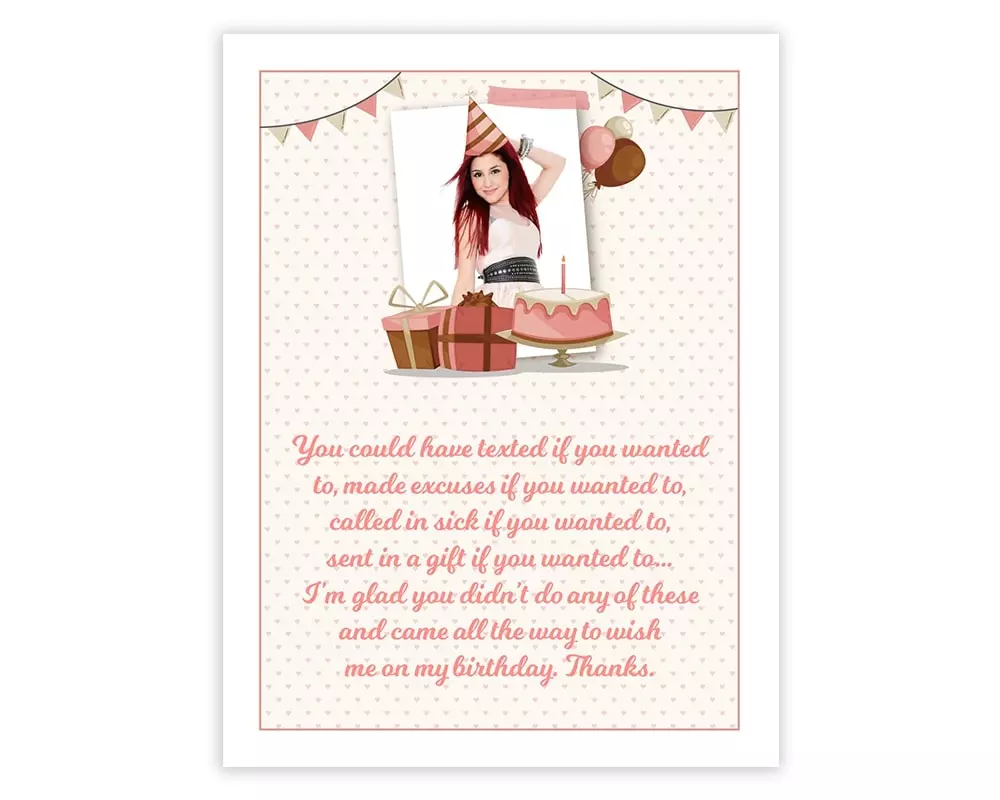 You could have texted if you wanted
to, made excuses if you wanted to,
called in sick if you wanted to,
sent in a gift if you wanted to...
I'm glad you didn't do any of these
and came all the way to wish
me on my birthday. Thanks.